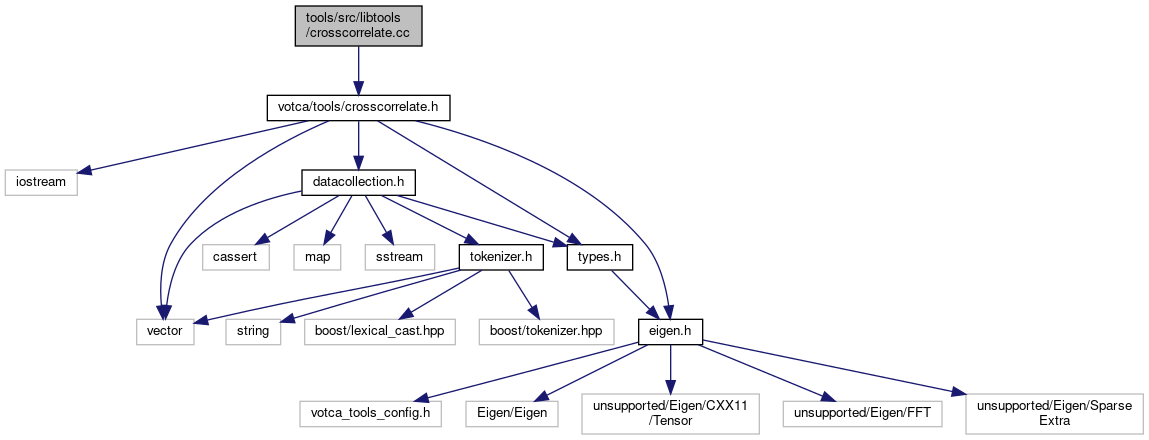 tools/src/libtools
/crosscorrelate.cc
votca/tools/crosscorrelate.h
iostream
datacollection.h
cassert
map
sstream
tokenizer.h
types.h
vector
string
boost/lexical_cast.hpp
boost/tokenizer.hpp
eigen.h
votca_tools_config.h
Eigen/Eigen
unsupported/Eigen/CXX11
/Tensor
unsupported/Eigen/FFT
unsupported/Eigen/Sparse
Extra